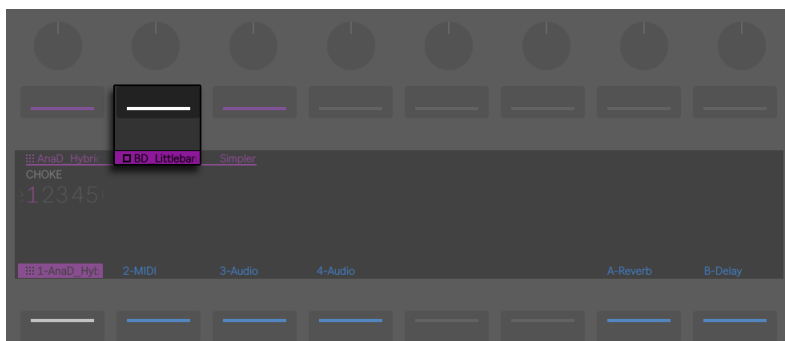 AnaD_Hybri BD_Littlebar Simpler
CHOKE
12345
1-AnaD_Hyb 2-MIDI 3-Audio 4-Audio A-Reverb B-Delay